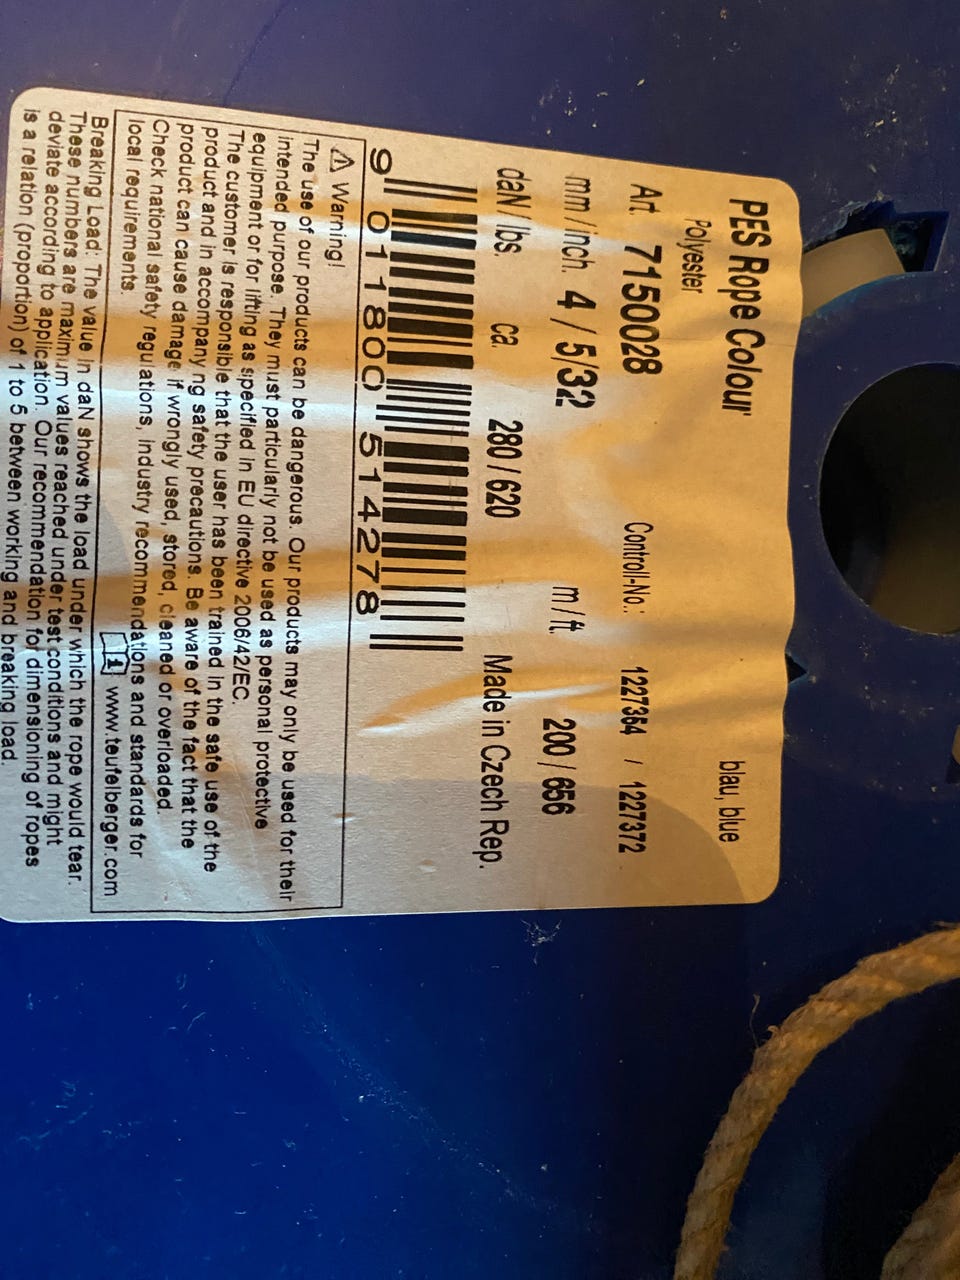 PES Rope Colour blau, blue
Polyester
Art. 7150028 Controll-No.: 1227364 / 1227372
mm / inch. 4 / 5/32 m / ft. 200 / 656
daN / lbs. ca. 280 / 620 Made in Czech Rep.
9 011800 514278
⚠ Warning!
The use of our products can be dangerous. Our products may only be used for their
intended purpose. They must particularly not be used as personal protective
equipment or for lifting as specified in EU directive 2006/42/EC.
The customer is responsible that the user has been trained in the safe use of the
product and in accompanying safety precautions. Be aware of the fact that the
product can cause damage if wrongly used, stored, cleaned or overloaded.
Check national safety regulations, industry recommendations and standards for
local requirements. www.teufelberger.com
Breaking Load: The value in daN shows the load under which the rope would tear.
These numbers are maximum values reached under test conditions and might
deviate according to application. Our recommendation for dimensioning of ropes
is a relation (proportion) of 1 to 5 between working and breaking load.